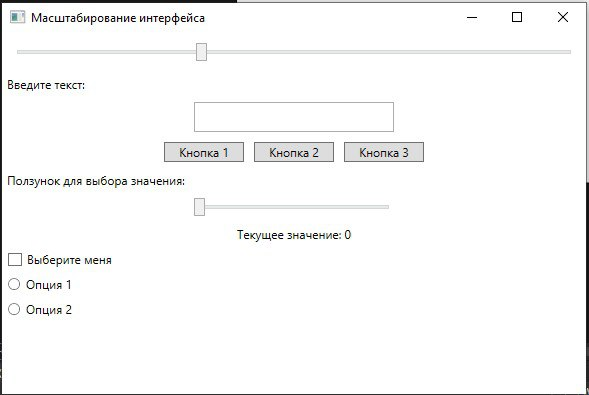 Масштабирование интерфейса
Введите текст:
Кнопка 1 Кнопка 2 Кнопка 3
Ползунок для выбора значения:
Текущее значение: 0
Выберите меня
Опция 1
Опция 2